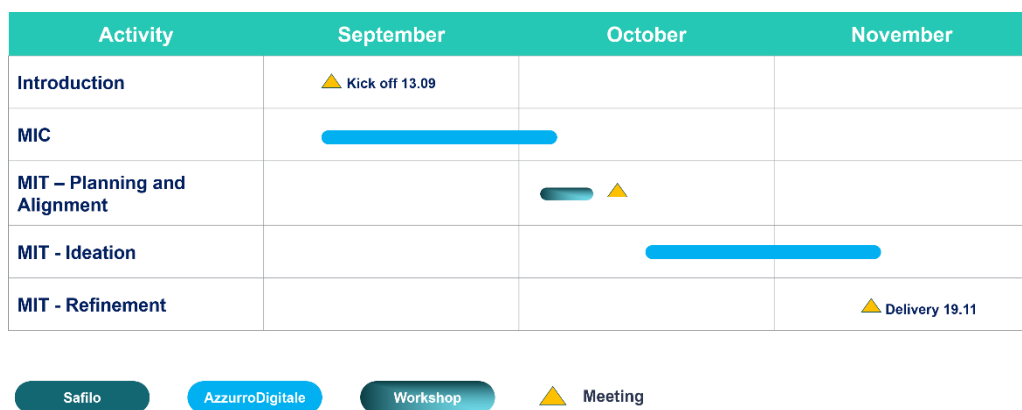 Activity September October November
Introduction
Kick off 13.09
MIC
MIT – Planning and
Alignment
MIT - Ideation
MIT - Refinement
Delivery 19.11
Safilo AzzurroDigitale Workshop Meeting